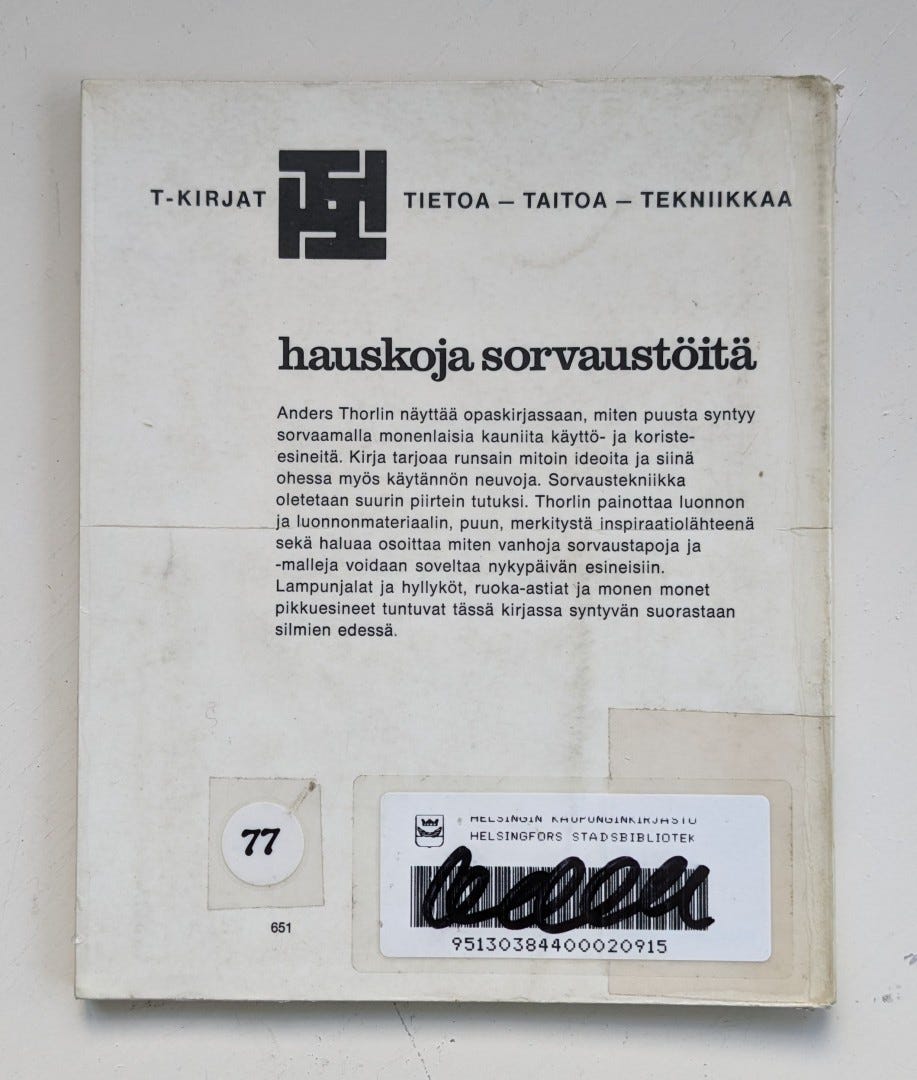 T-KIRJAT TIETOA — TAITOA — TEKNIIKKAA
hauskoja sorvaustöitä
Anders Thorlin näyttää opaskirjassaan, miten puusta syntyy
sorvaamalla monenlaisia kauniita käyttö- ja koriste-
esineitä. Kirja tarjoaa runsain mitoin ideoita ja siinä
ohessa myös käytännön neuvoja. Sorvaustekniikka
oletetaan suurin piirtein tutuksi. Thorlin painottaa luonnon
ja luonnonmateriaalin, puun, merkitystä inspiraatiolähteenä
sekä haluaa osoittaa miten vanhoja sorvaustapoja ja
-malleja voidaan soveltaa nykypäivän esineisiin.
Lampunjalat ja hyllyköt, ruoka-astiat ja monen monet
pikkuesineet tuntuvat tässä kirjassa syntyvän suorastaan
silmien edessä.
77
651
HELSINGIN KAUPUNGINKIRJASTO
HELSINGFORS STADSBIBLIOTEK
95130384400020915